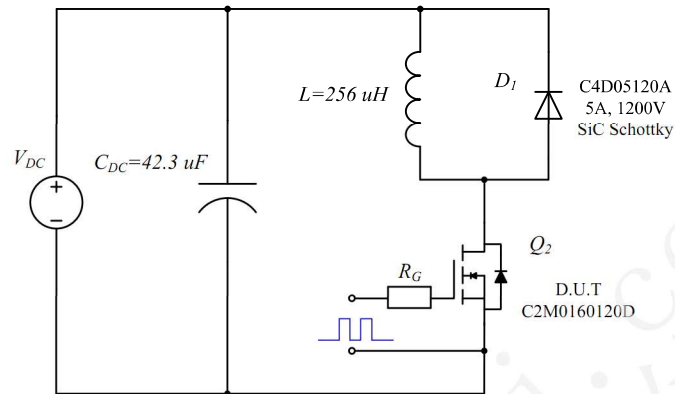 L=256 uH
D1
C4D05120A
5A, 1200V
SiC Schottky
VDC
CDC=42.3 uF
+
−
Q2
RG
D.U.T
C2M0160120D